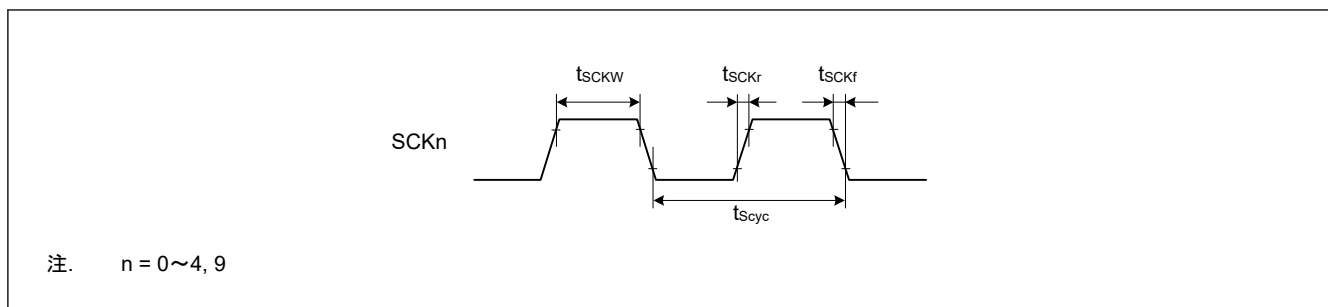 tSCKW tSCKr tSCKf
SCKn
tScyc
注. n = 0～4, 9